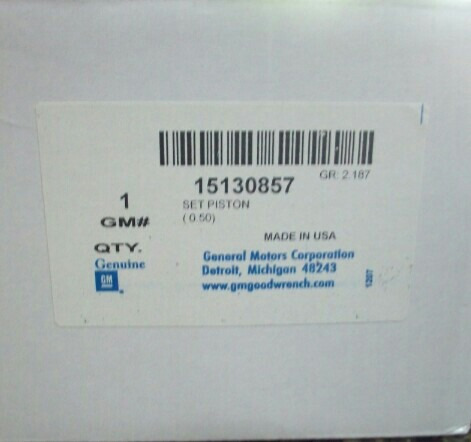 15130857
GR: 2.187
1
SET PISTON
GM#
( 0.50)
QTY.
MADE IN USA
Genuine
GM
General Motors Corporation
Detroit, Michigan 48243
www.gmgoodwrench.com
1207